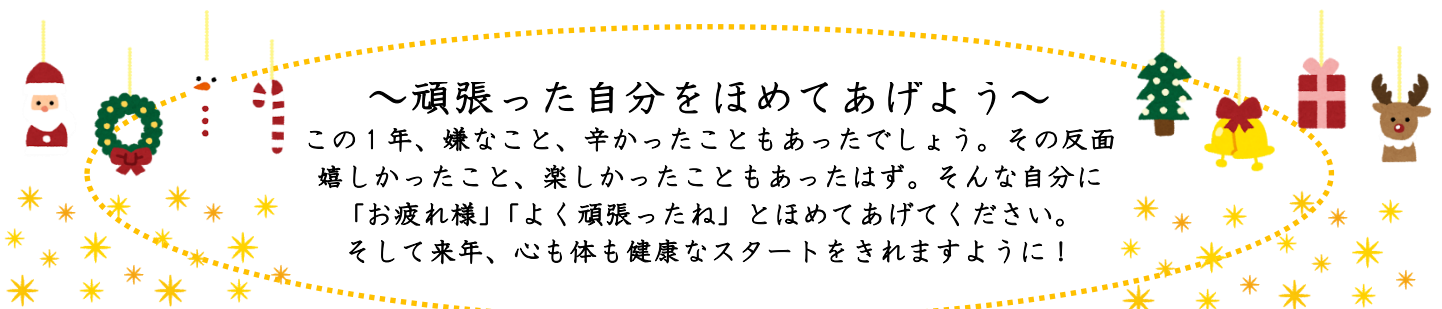 ～頑張った自分をほめてあげよう～
この１年、嫌なこと、辛かったこともあったでしょう。その反面
嬉しかったこと、楽しかったこともあったはず。そんな自分に
「お疲れ様」「よく頑張ったね」とほめてあげてください。
そして来年、心も体も健康なスタートをきれますように！